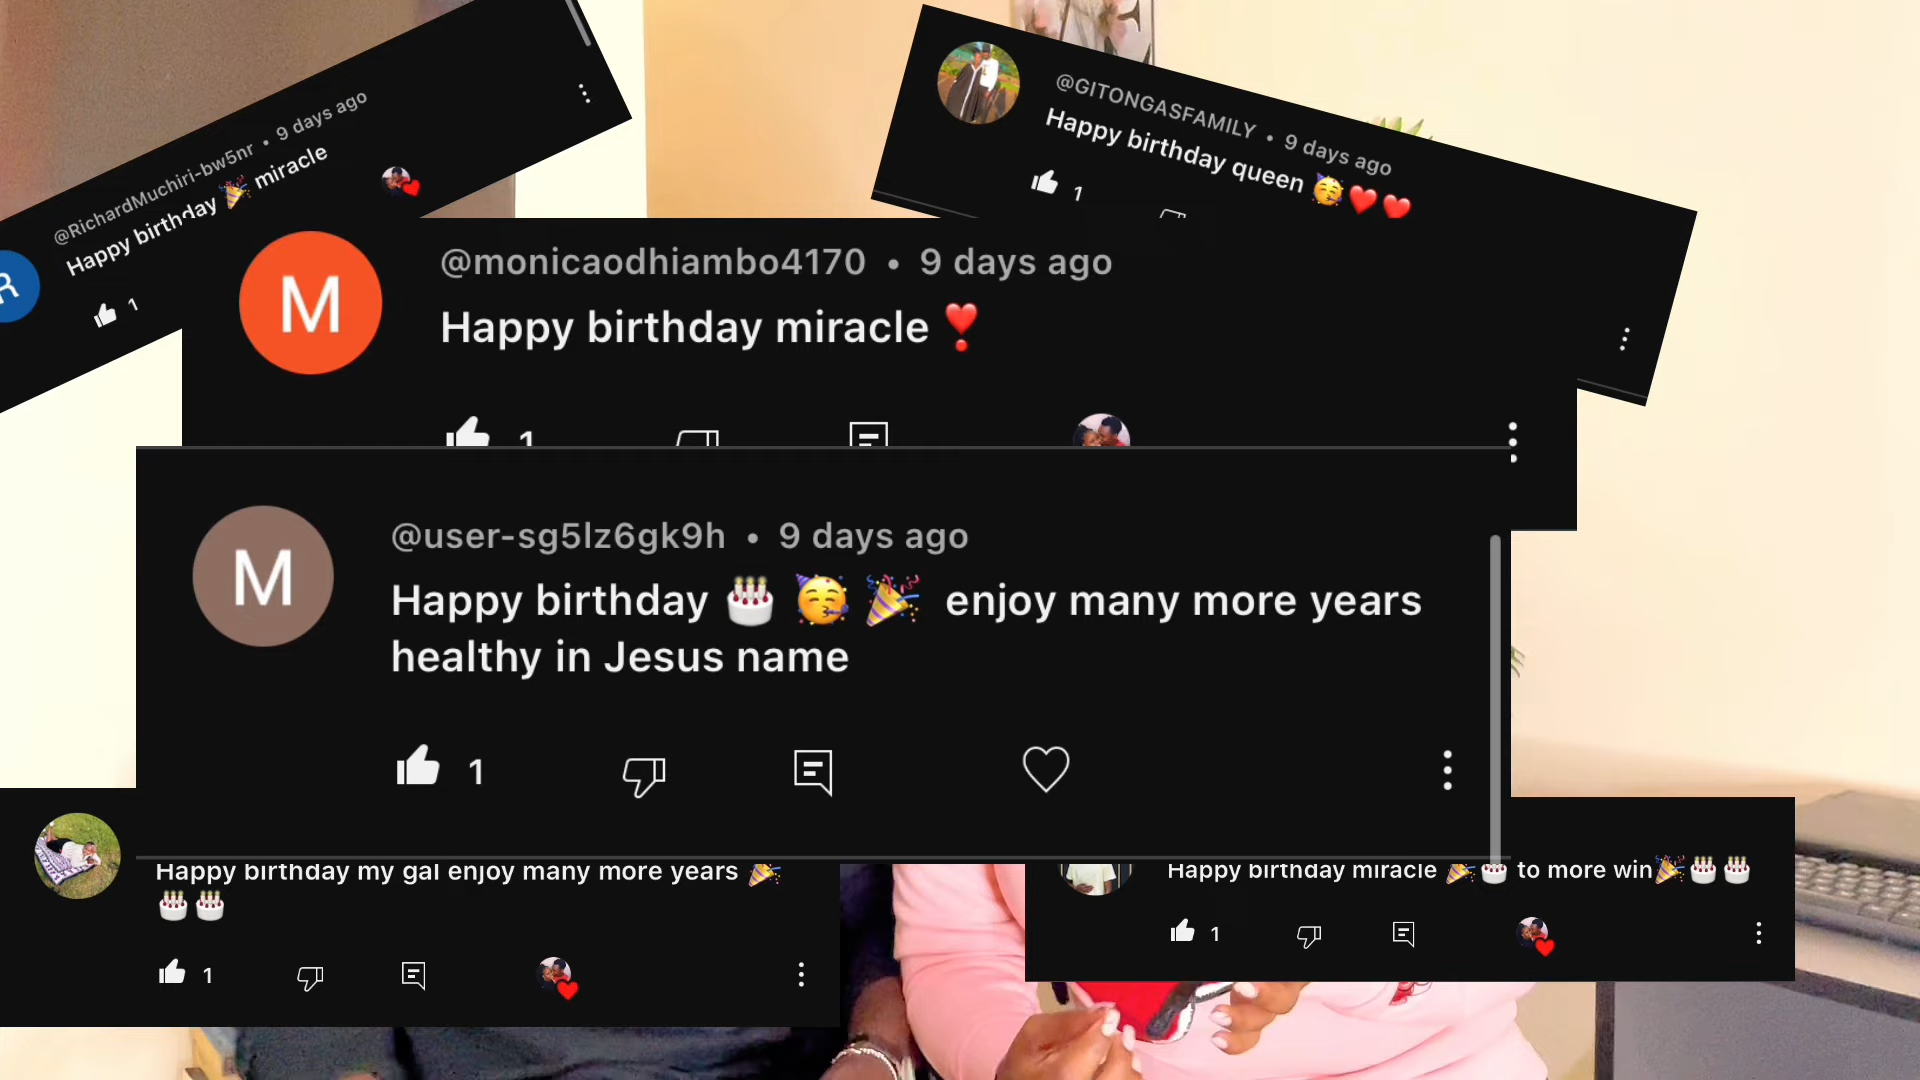 @RichardMuchiri-bw5nr • 9 days ago
Happy birthday 🎉 miracle
1
R
@GITONGASFAMILY • 9 days ago
Happy birthday queen 🥳❤️❤️
1
M
@monicaodhiambo4170 • 9 days ago
Happy birthday miracle ❣️
1
M
@user-sg5lz6gk9h • 9 days ago
Happy birthday 🎂 🥳 🎉 enjoy many more years
healthy in Jesus name
1
Happy birthday my gal enjoy many more years 🎉
🎂🎂
1
Happy birthday miracle 🎉🎂 to more win🎉🎂🎂
1